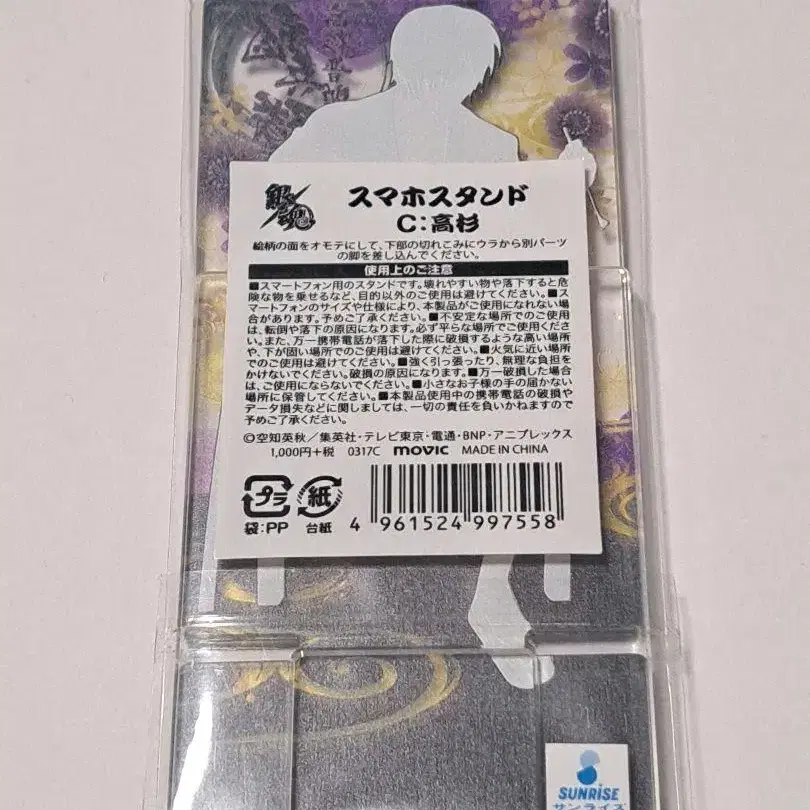 銀魂
スマホスタンド
C:高杉
絵柄の面をオモテにして、下部の切れこみにウラから別パーツ
の脚を差し込んでください。
使用上のご注意
■スマートフォン用のスタンドです。壊れやすい物や落下すると危
険な物を乗せるなど、目的以外のご使用は避けてください。■ス
マートフォンのサイズや仕様により、本製品がご使用になれない場
合があります。予めご了承ください。■不安定な場所でのご使用
は、転倒や落下の原因になります。必ず平らな場所でご使用くださ
い。また、万一携帯電話が落下した際に破損するような高い場所
や、下が固い場所でのご使用は避けてください。■火気に近い場所
でのご使用は避けてください。■強く引っ張ったり、無理な負担を
かけないでください。破損の原因になります。■万一破損した場合
は、ご使用にならないでください。■小さなお子様の手の届かない
場所に保管してください。■本製品使用中の携帯電話の破損や
データ損失などに関しましては、一切の責任を負いかねますので
予めご了承ください。
©空知英秋／集英社・テレビ東京・電通・BNP・アニプレックス
1,000円+税 0317C movic MADE IN CHINA
プラ 紙
袋:PP 台紙
4 961524 997558
SUNRISE
サンライズ